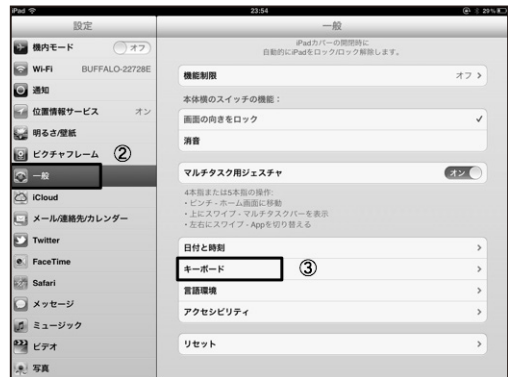 iPad
23:54
29%
設定
一般
機内モード
オフ
Wi-Fi
BUFFALO-22728E
通知
位置情報サービス
オン
明るさ/壁紙
ピクチャフレーム
②
一般
iCloud
メール/連絡先/カレンダー
Twitter
FaceTime
Safari
メッセージ
ミュージック
ビデオ
写真
iPadカバーの開閉時に
自動的にiPadをロック/ロック解除します。
機能制限
オフ
本体横のスイッチの機能：
画面の向きをロック
消音
マルチタスク用ジェスチャ
オン
4本指または5本指の操作:
・ピンチ - ホーム画面に移動
・上にスワイプ - マルチタスクバーを表示
・左右にスワイプ - Appを切り替える
日付と時刻
キーボード
③
言語環境
アクセシビリティ
リセット